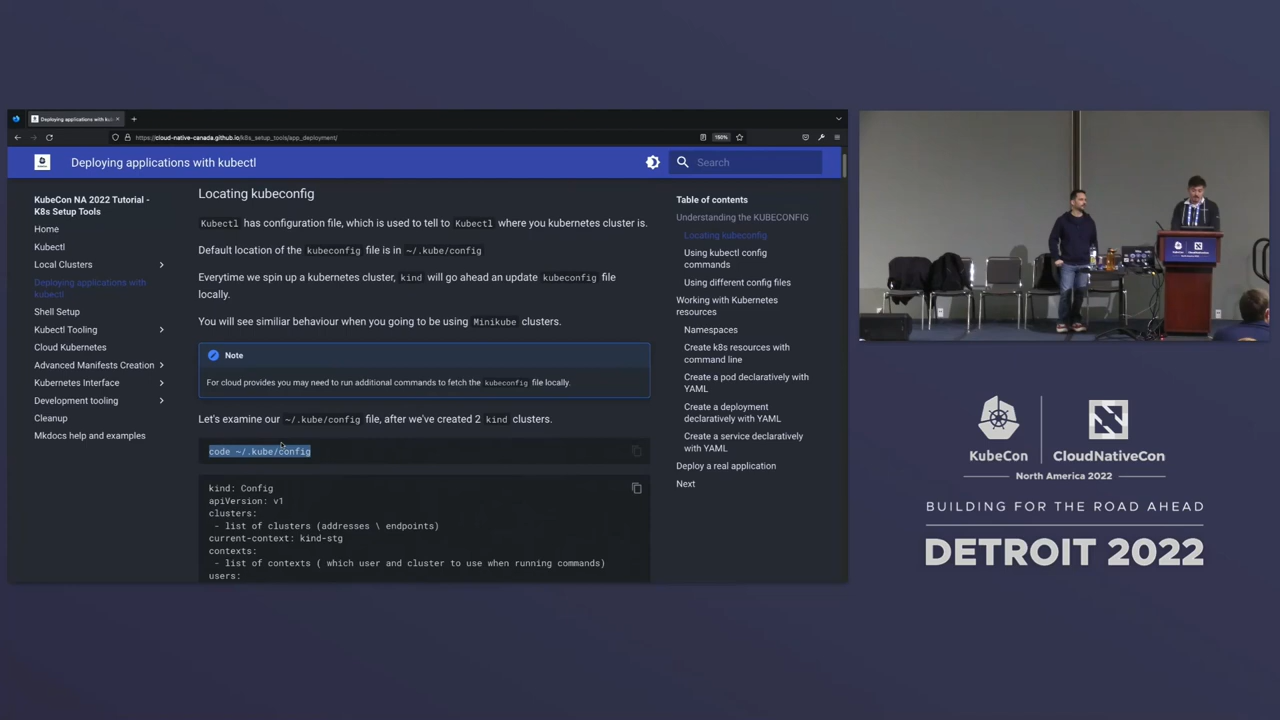 Deploying applications with kub
https://cloud-native-canada.github.io/k8s_setup_tools/app_deployment/
150%
Deploying applications with kubectl
Search
KubeCon NA 2022 Tutorial -
K8s Setup Tools
Home
Kubectl
Local Clusters
Deploying applications with
kubectl
Shell Setup
Kubectl Tooling
Cloud Kubernetes
Advanced Manifests Creation
Kubernetes Interface
Development tooling
Cleanup
Mkdocs help and examples
Locating kubeconfig
Kubectl has configuration file, which is used to tell to Kubectl where you kubernetes cluster is.
Default location of the kubeconfig file is in ~/.kube/config
Everytime we spin up a kubernetes cluster, kind will go ahead an update kubeconfig file
locally.
You will see similiar behaviour when you going to be using Minikube clusters.
Note
For cloud provides you may need to run additional commands to fetch the kubeconfig file locally.
Let's examine our ~/.kube/config file, after we've created 2 kind clusters.
code ~/.kube/config
kind: Config
apiVersion: v1
clusters:
- list of clusters (addresses \ endpoints)
current-context: kind-stg
contexts:
- list of contexts ( which user and cluster to use when running commands)
users:
Table of contents
Understanding the KUBECONFIG
Locating kubeconfig
Using kubectl config
commands
Using different config files
Working with Kubernetes
resources
Namespaces
Create k8s resources with
command line
Create a pod declaratively with
YAML
Create a deployment
declaratively with YAML
Create a service declaratively
with YAML
Deploy a real application
Next
KubeCon
CloudNativeCon
North America 2022
BUILDING FOR THE ROAD AHEAD
DETROIT 2022